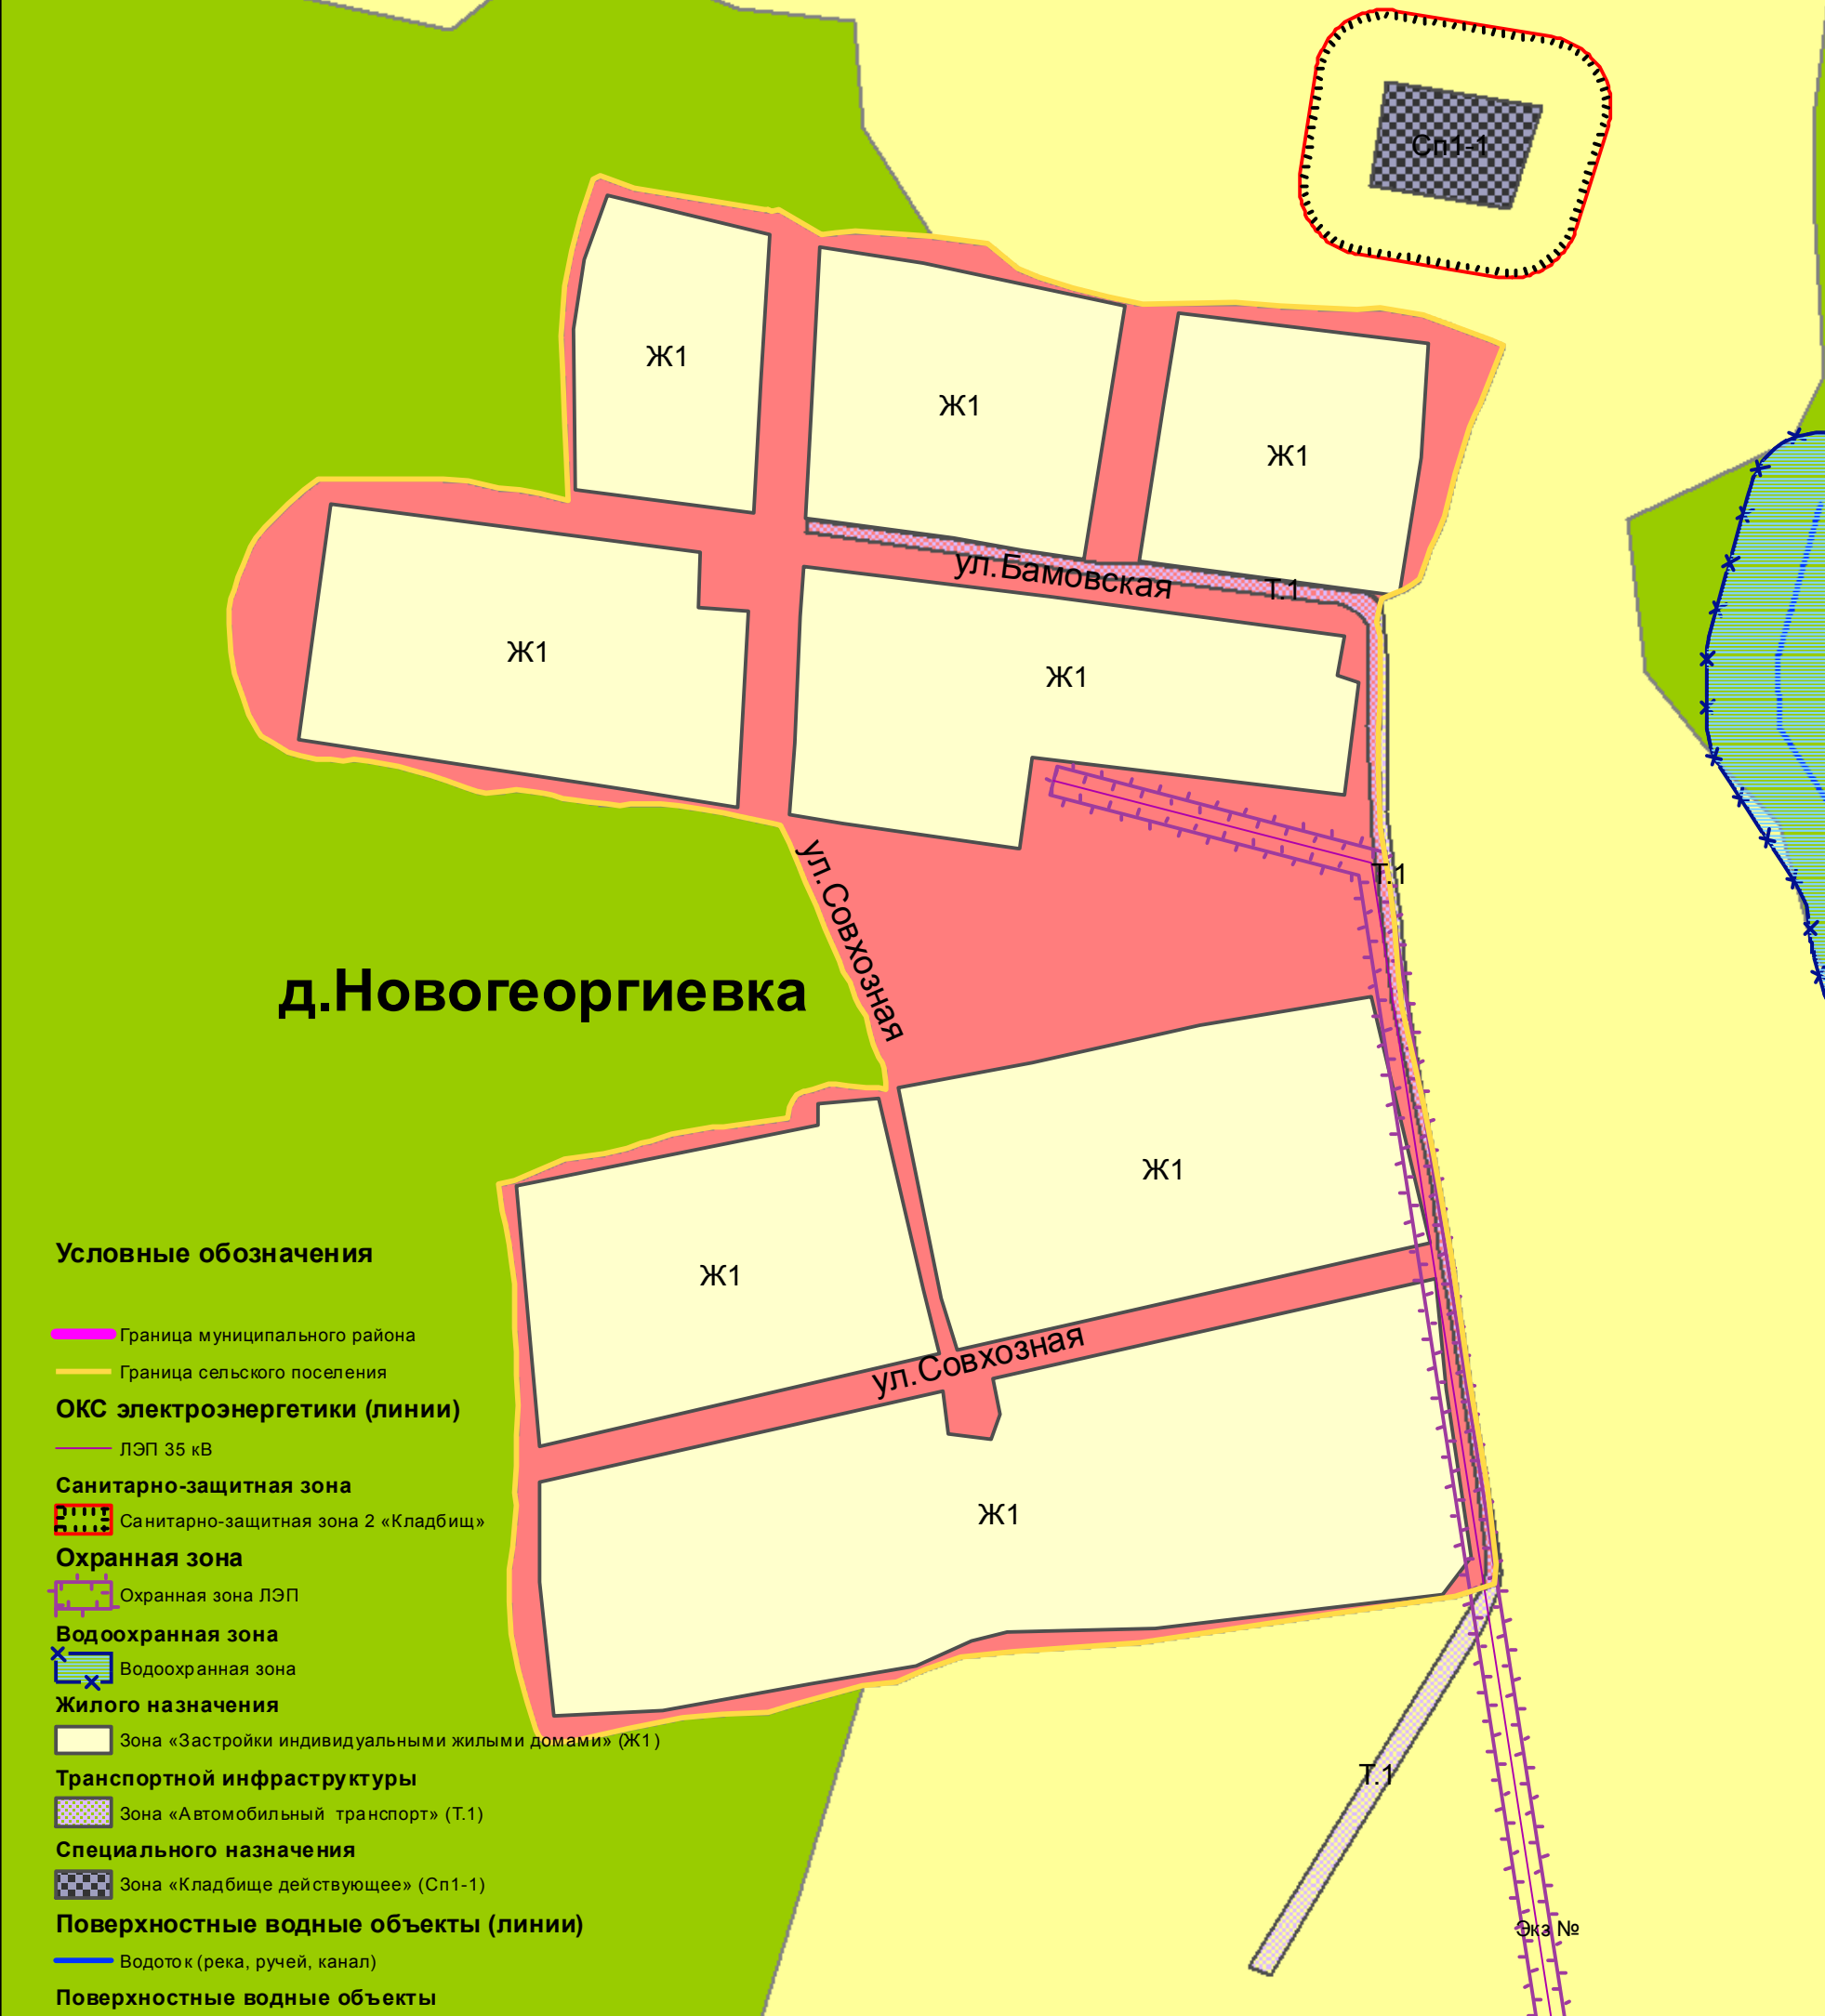 Сп1-1
Ж1
Ж1
Ж1
ул.Бамовская
Т.1
Ж1
Ж1
Т.1
ул.Совхозная
д.Новогеоргиевка
Ж1
Ж1
ул.Совхозная
Ж1
Т.1
Экз №
Условные обозначения
Граница муниципального района
Граница сельского поселения
ОКС электроэнергетики (линии)
ЛЭП 35 кВ
Санитарно-защитная зона
Санитарно-защитная зона 2 «Кладбищ»
Охранная зона
Охранная зона ЛЭП
Водоохранная зона
Водоохранная зона
Жилого назначения
Зона «Застройки индивидуальными жилыми домами» (Ж1)
Транспортной инфраструктуры
Зона «Автомобильный транспорт» (Т.1)
Специального назначения
Зона «Кладбище действующее» (Сп1-1)
Поверхностные водные объекты (линии)
Водоток (река, ручей, канал)
Поверхностные водные объекты